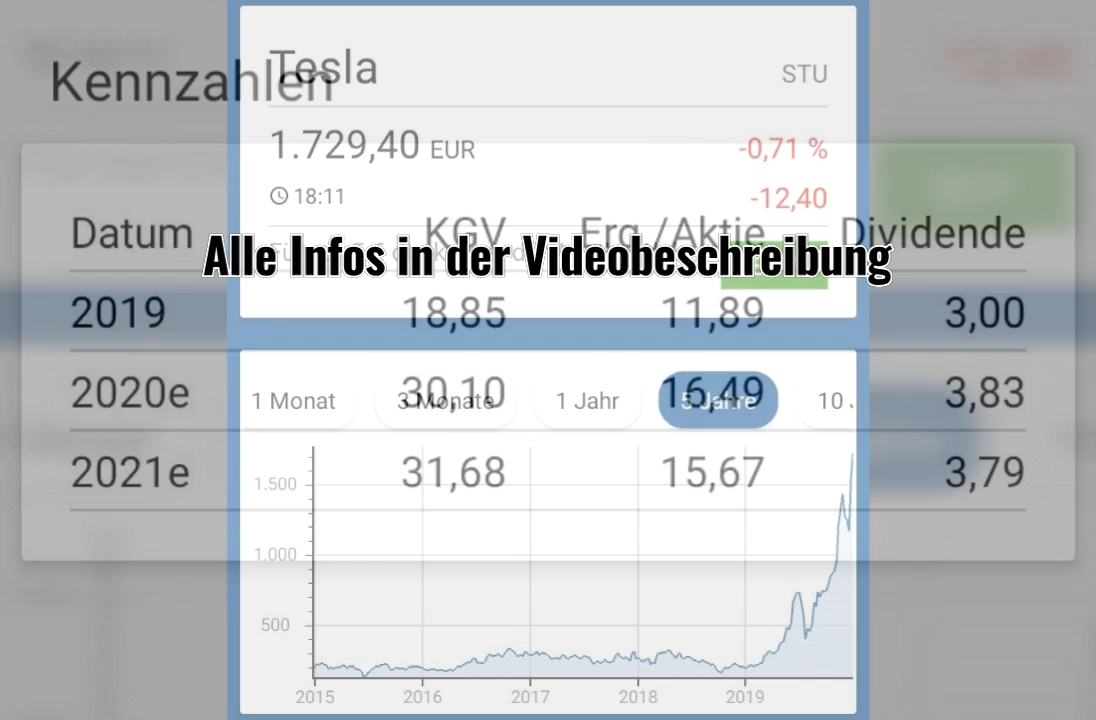 Kennzahlen
Tesla STU
1.729,40 EUR -0,71 %
18:11 -12,40
Datum KGV Erg./Aktie Dividende
Alle Infos in der Videobeschreibung
2019 18,85 11,89 3,00
1 Monat 3 Monate 1 Jahr 5 Jahre 10
2020e 30,10 16,49 3,83
2021e 31,68 15,67 3,79
1.500
1.000
500
2015 2016 2017 2018 2019